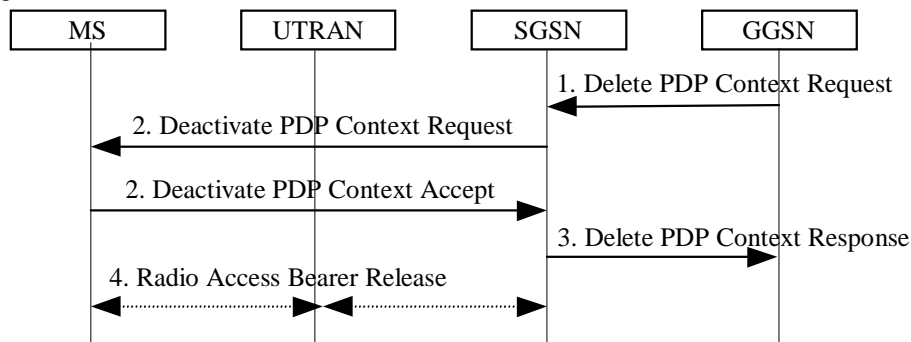 MS UTRAN SGSN GGSN
1. Delete PDP Context Request
2. Deactivate PDP Context Request
2. Deactivate PDP Context Accept
3. Delete PDP Context Response
4. Radio Access Bearer Release